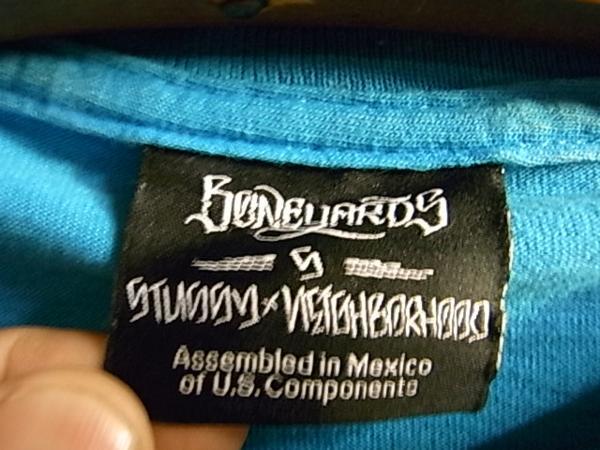 BONEYARDS
S
STUSSY × NEIGHBORHOOD
Assembled in Mexico
of U.S. Components